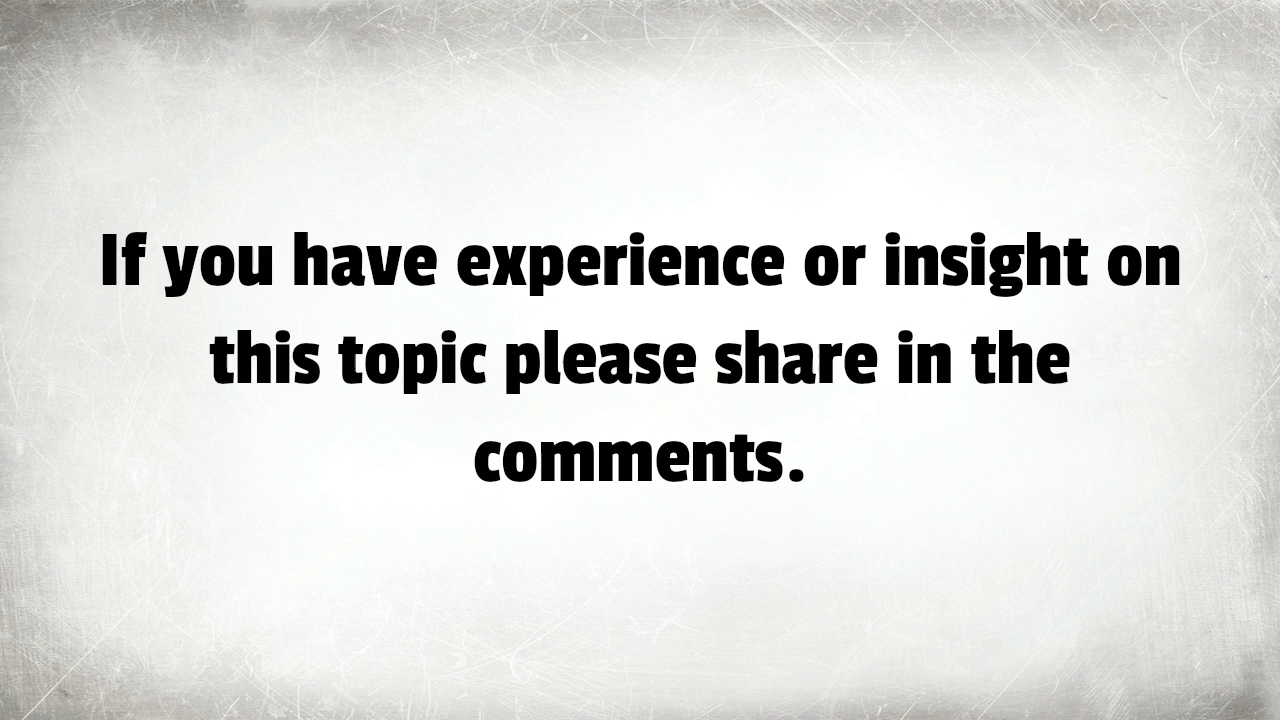 If you have experience or insight on
this topic please share in the
comments.